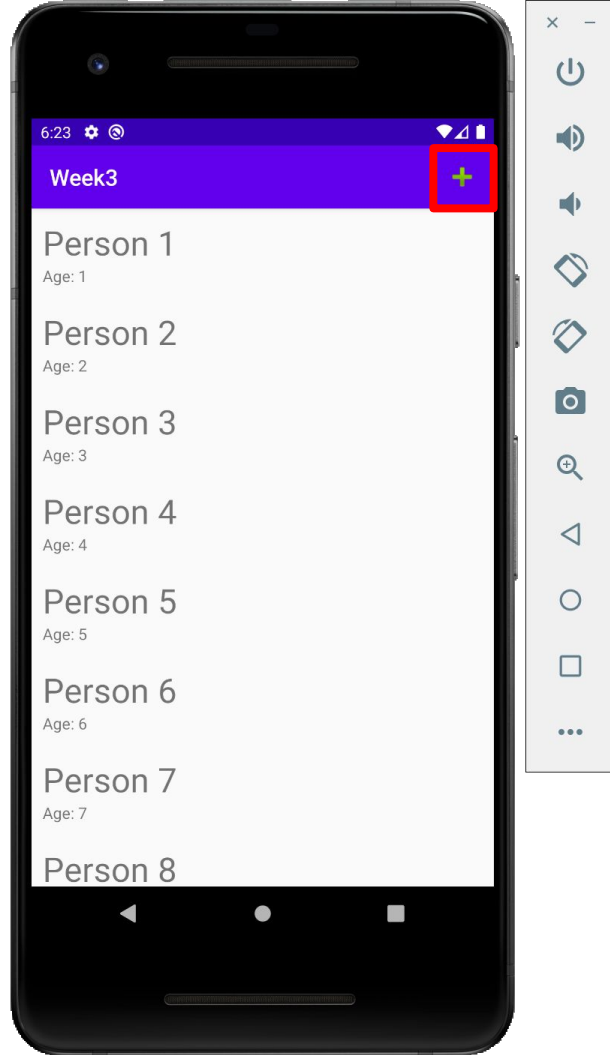 6:23
Week3
Person 1
Age: 1
Person 2
Age: 2
Person 3
Age: 3
Person 4
Age: 4
Person 5
Age: 5
Person 6
Age: 6
Person 7
Age: 7
Person 8